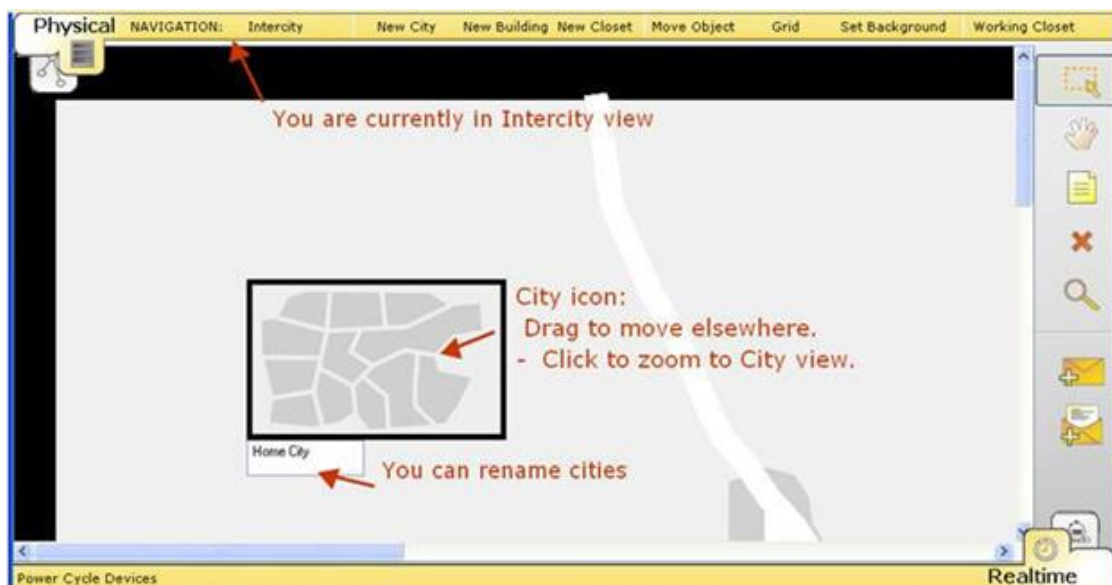 Physical NAVIGATION: Intercity New City New Building New Closet Move Object Grid Set Background Working Closet
You are currently in Intercity view
City icon:
Drag to move elsewhere.
- Click to zoom to City view.
Home City
You can rename cities
Power Cycle Devices
Realtime